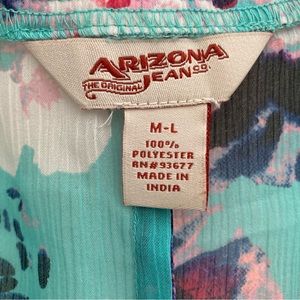 ARIZONA
THE ORIGINAL JEAN CO.
M-L
100%
POLYESTER
RN#93677
MADE IN
INDIA